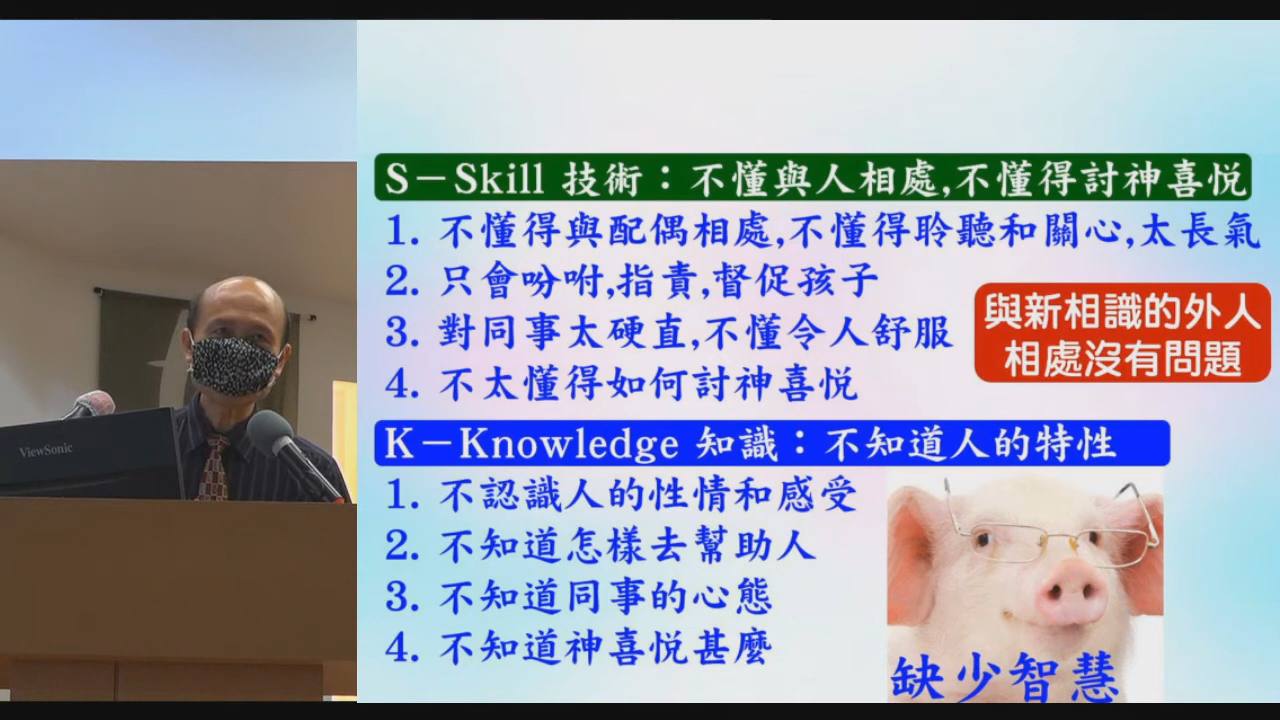 S－Skill 技術：不懂與人相處,不懂得討神喜悅
1. 不懂得與配偶相處,不懂得聆聽和關心,太長氣
2. 只會吩咐,指責,督促孩子
3. 對同事太硬直,不懂令人舒服
4. 不太懂得如何討神喜悅
與新相識的外人
相處沒有問題
K－Knowledge 知識：不知道人的特性
1. 不認識人的性情和感受
2. 不知道怎樣去幫助人
3. 不知道同事的心態
4. 不知道神喜悅甚麼
缺少智慧
ViewSonic